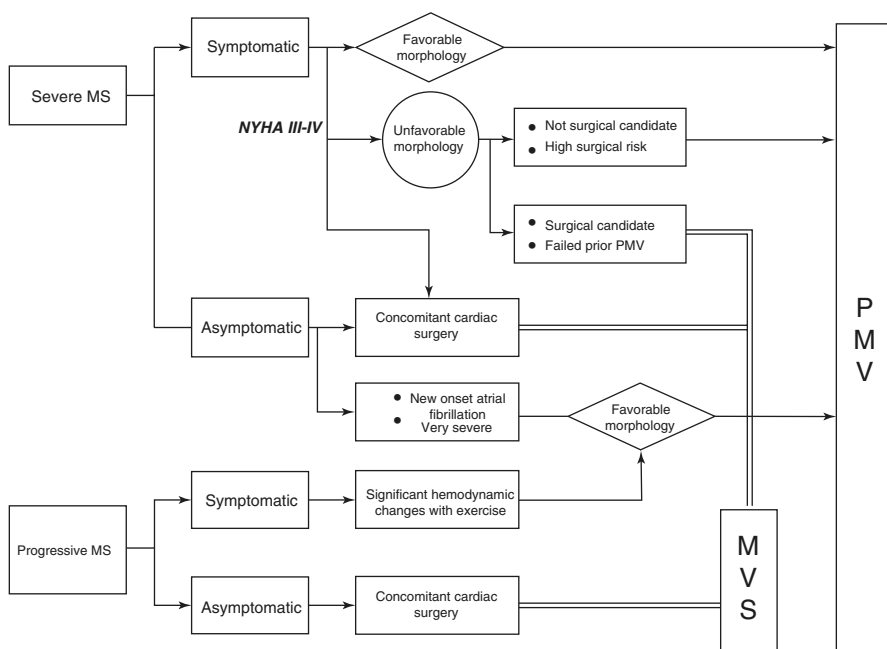 Severe MS
Symptomatic
Favorable
morphology
NYHA III-IV
Unfavorable
morphology
● Not surgical candidate
● High surgical risk
● Surgical candidate
● Failed prior PMV
Asymptomatic
Concomitant cardiac
surgery
● New onset atrial
fibrillation
● Very severe
Favorable
morphology
Progressive MS
Symptomatic
Significant hemodynamic
changes with exercise
Asymptomatic
Concomitant cardiac
surgery
M
V
S
P
M
V